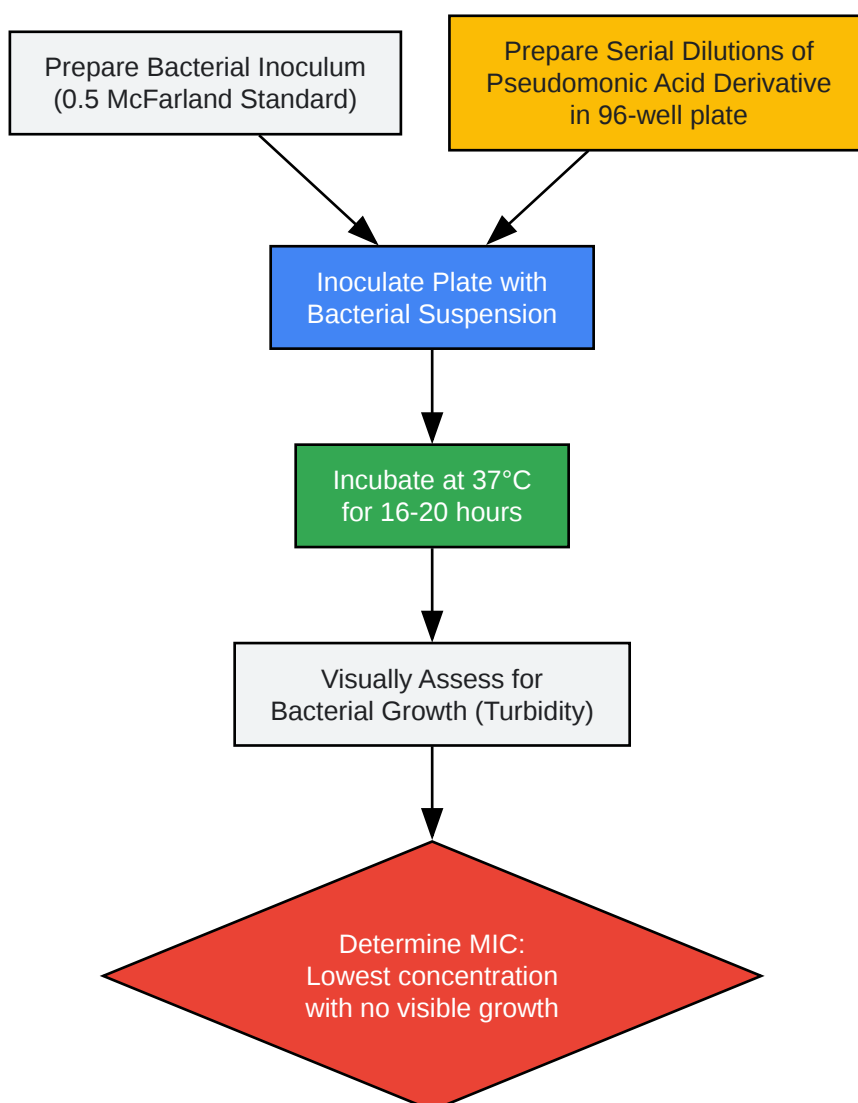 Prepare Bacterial Inoculum
(0.5 McFarland Standard)
Prepare Serial Dilutions of
Pseudomonic Acid Derivative
in 96-well plate
Inoculate Plate with
Bacterial Suspension
Incubate at 37°C
for 16-20 hours
Visually Assess for
Bacterial Growth (Turbidity)
Determine MIC:
Lowest concentration
with no visible growth